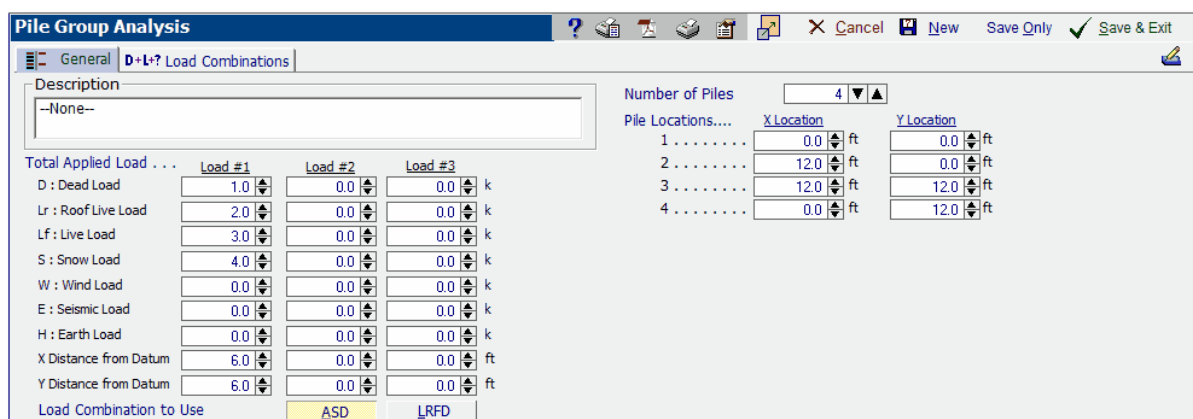 Pile Group Analysis ? Cancel New Save Only Save & Exit
General D+L+? Load Combinations
Description
--None--
Total Applied Load . . . Load #1 Load #2 Load #3
D : Dead Load 1.0 0.0 0.0 k
Lr : Roof Live Load 2.0 0.0 0.0 k
Lf : Live Load 3.0 0.0 0.0 k
S : Snow Load 4.0 0.0 0.0 k
W : Wind Load 0.0 0.0 0.0 k
E : Seismic Load 0.0 0.0 0.0 k
H : Earth Load 0.0 0.0 0.0 k
X Distance from Datum 6.0 0.0 0.0 ft
Y Distance from Datum 6.0 0.0 0.0 ft
Load Combination to Use ASD LRFD
Number of Piles 4
Pile Locations.... X Location Y Location
1 . . . . . . . . 0.0 ft 0.0 ft
2 . . . . . . . . 12.0 ft 0.0 ft
3 . . . . . . . . 12.0 ft 12.0 ft
4 . . . . . . . . 0.0 ft 12.0 ft